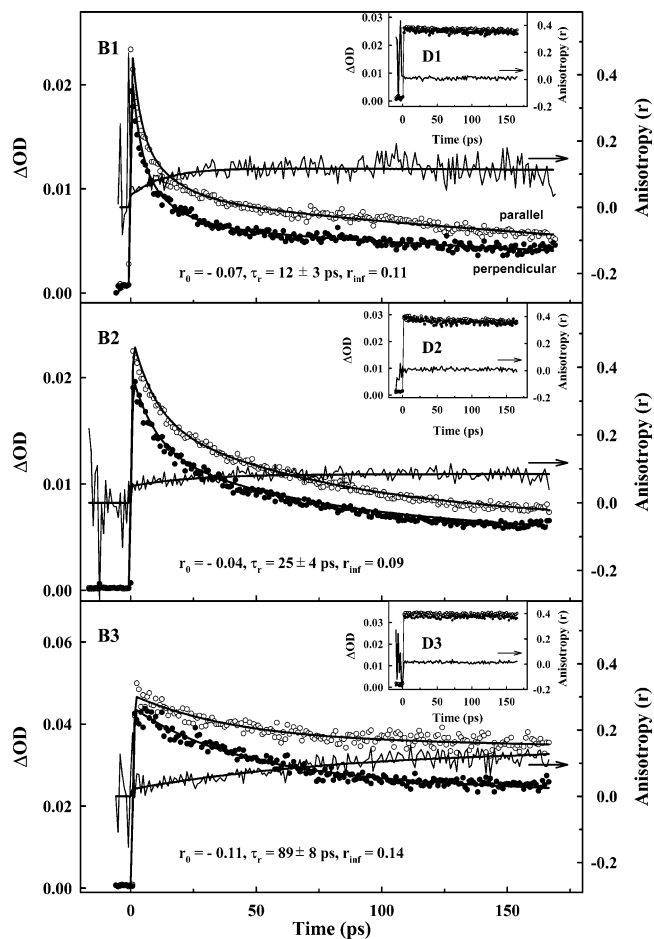 B1
D1
ΔOD
0.03
0.02
0.01
0.00
0.4
0.2
0.0
-0.2
Anisotropy (r)
0 50 100 150
Time (ps)
ΔOD
0.02
0.01
0.00
0.4
0.2
0.0
-0.2
Anisotropy (r)
parallel
perpendicular
r0 = - 0.07, τr = 12 ± 3 ps, rinf = 0.11
B2
D2
ΔOD
0.03
0.02
0.01
0.00
0.4
0.2
0.0
-0.2
Anisotropy (r)
0 50 100 150
Time (ps)
ΔOD
0.02
0.01
0.00
0.4
0.2
0.0
-0.2
Anisotropy (r)
r0 = - 0.04, τr = 25 ± 4 ps, rinf = 0.09
B3
D3
ΔOD
0.04
0.03
0.02
0.01
0.00
0.4
0.2
0.0
-0.2
Anisotropy (r)
0 50 100 150
Time (ps)
ΔOD
0.06
0.04
0.02
0.00
0.4
0.2
0.0
-0.2
Anisotropy (r)
r0 = - 0.11, τr = 89 ± 8 ps, rinf = 0.14
0 50 100 150
Time (ps)